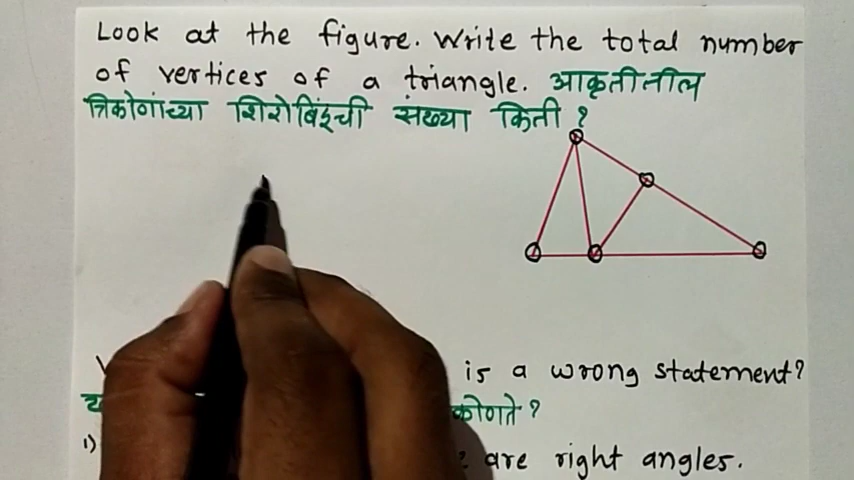 Look at the figure. Write the total number
of vertices of a triangle. आकृतीतील
त्रिकोणांच्या शिरोबिंदूंची संख्या किती ?
is a wrong statement?
कोणते ?
1)
are right angles.